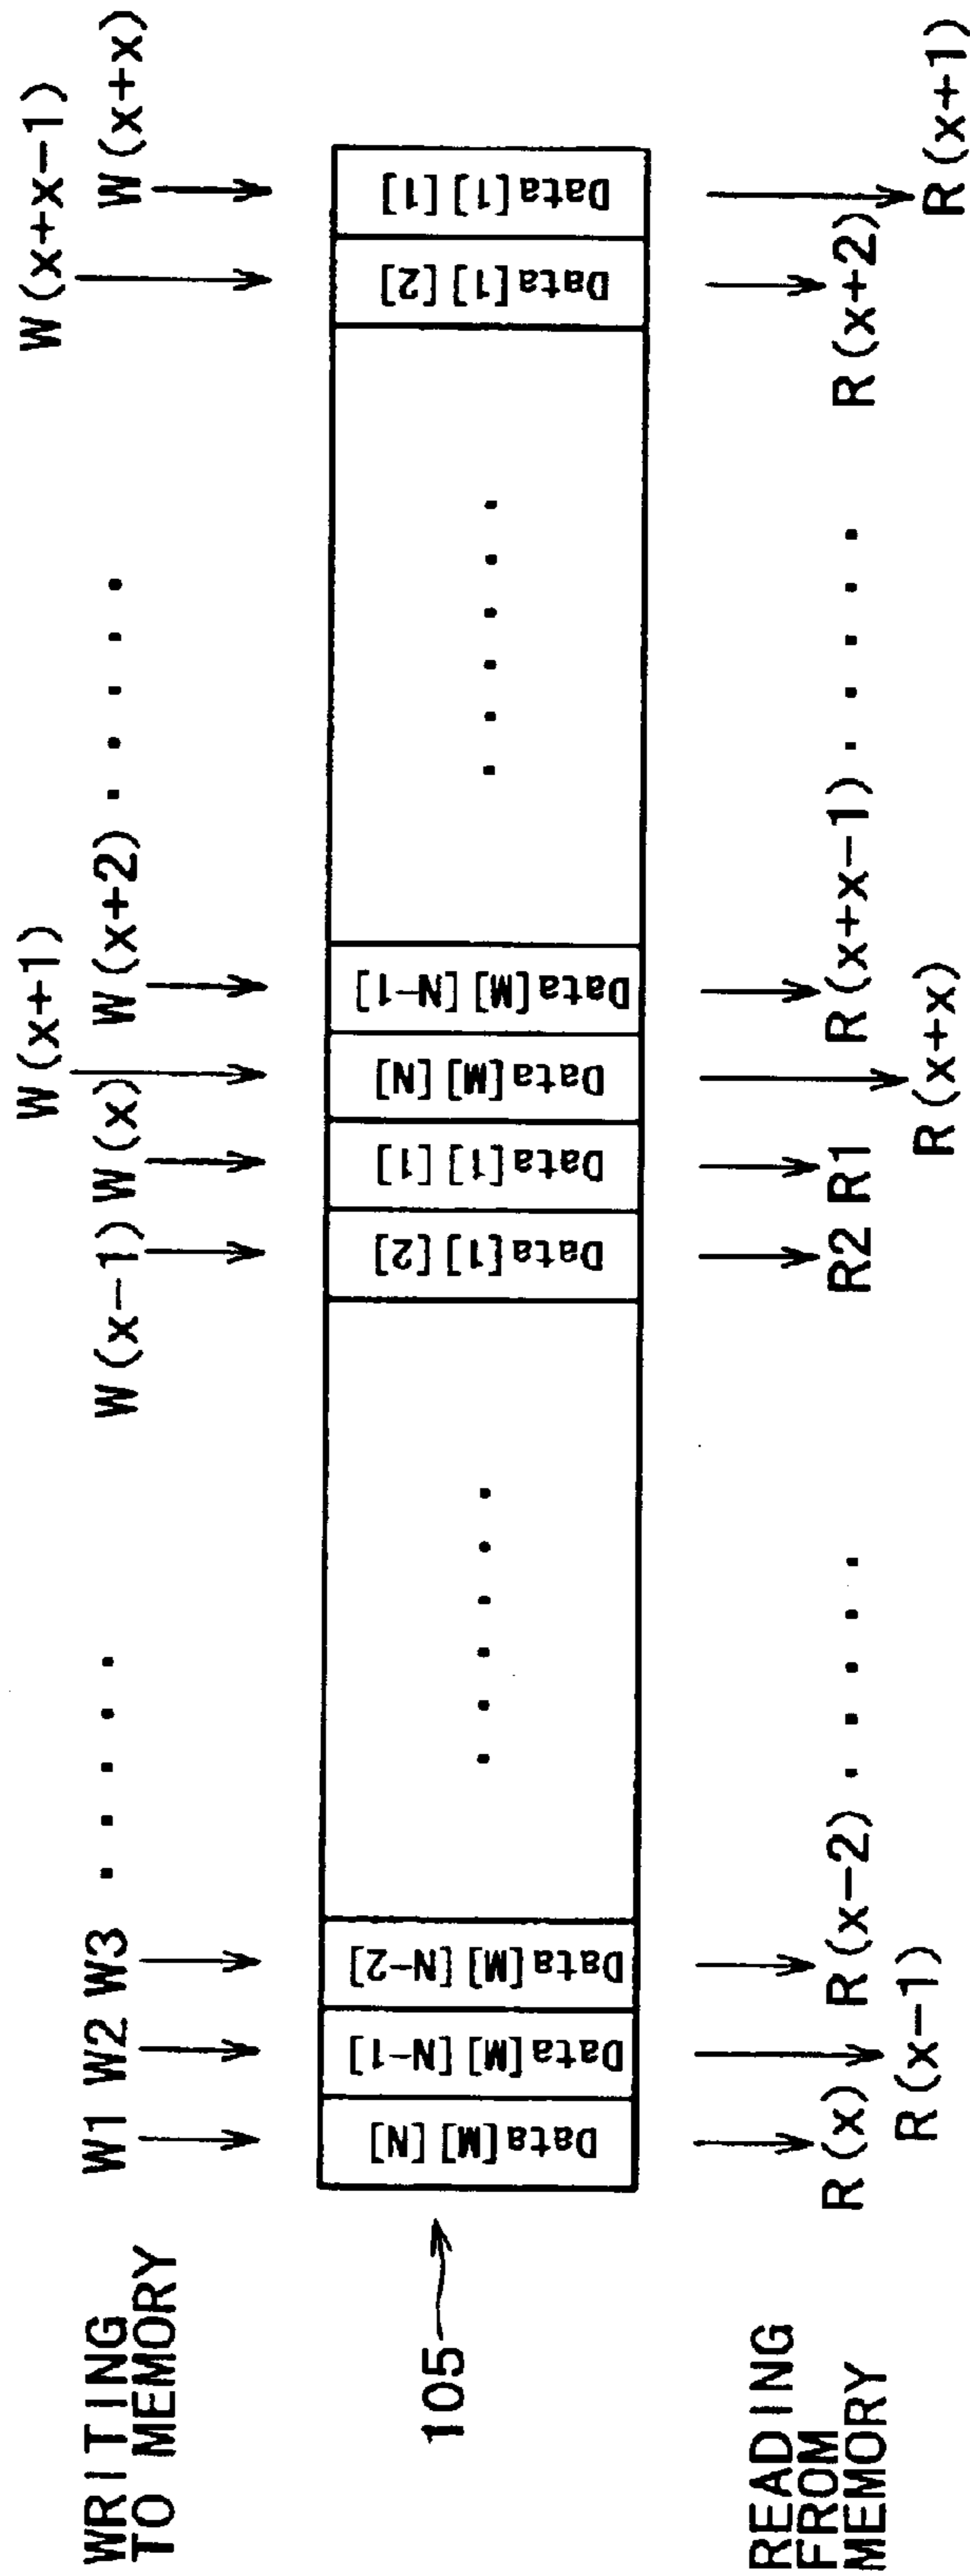 WRITING
TO MEMORY
W1 W2 W3 . . . . . W(x-1) W(x) W(x+1) W(x+2) . . . . . W(x+x-1) W(x+x)
105
Data[M][N]
Data[M][N-1]
Data[M][N-2]
. . . . . .
Data[1][2]
Data[1][1]
Data[M][N]
Data[M][N-1]
. . . . . .
Data[1][2]
Data[1][1]
READING
FROM
MEMORY
R(x) R(x-1) R(x-2) . . . . . R2 R1 R(x+x) R(x+x-1) . . . . . R(x+2) R(x+1)